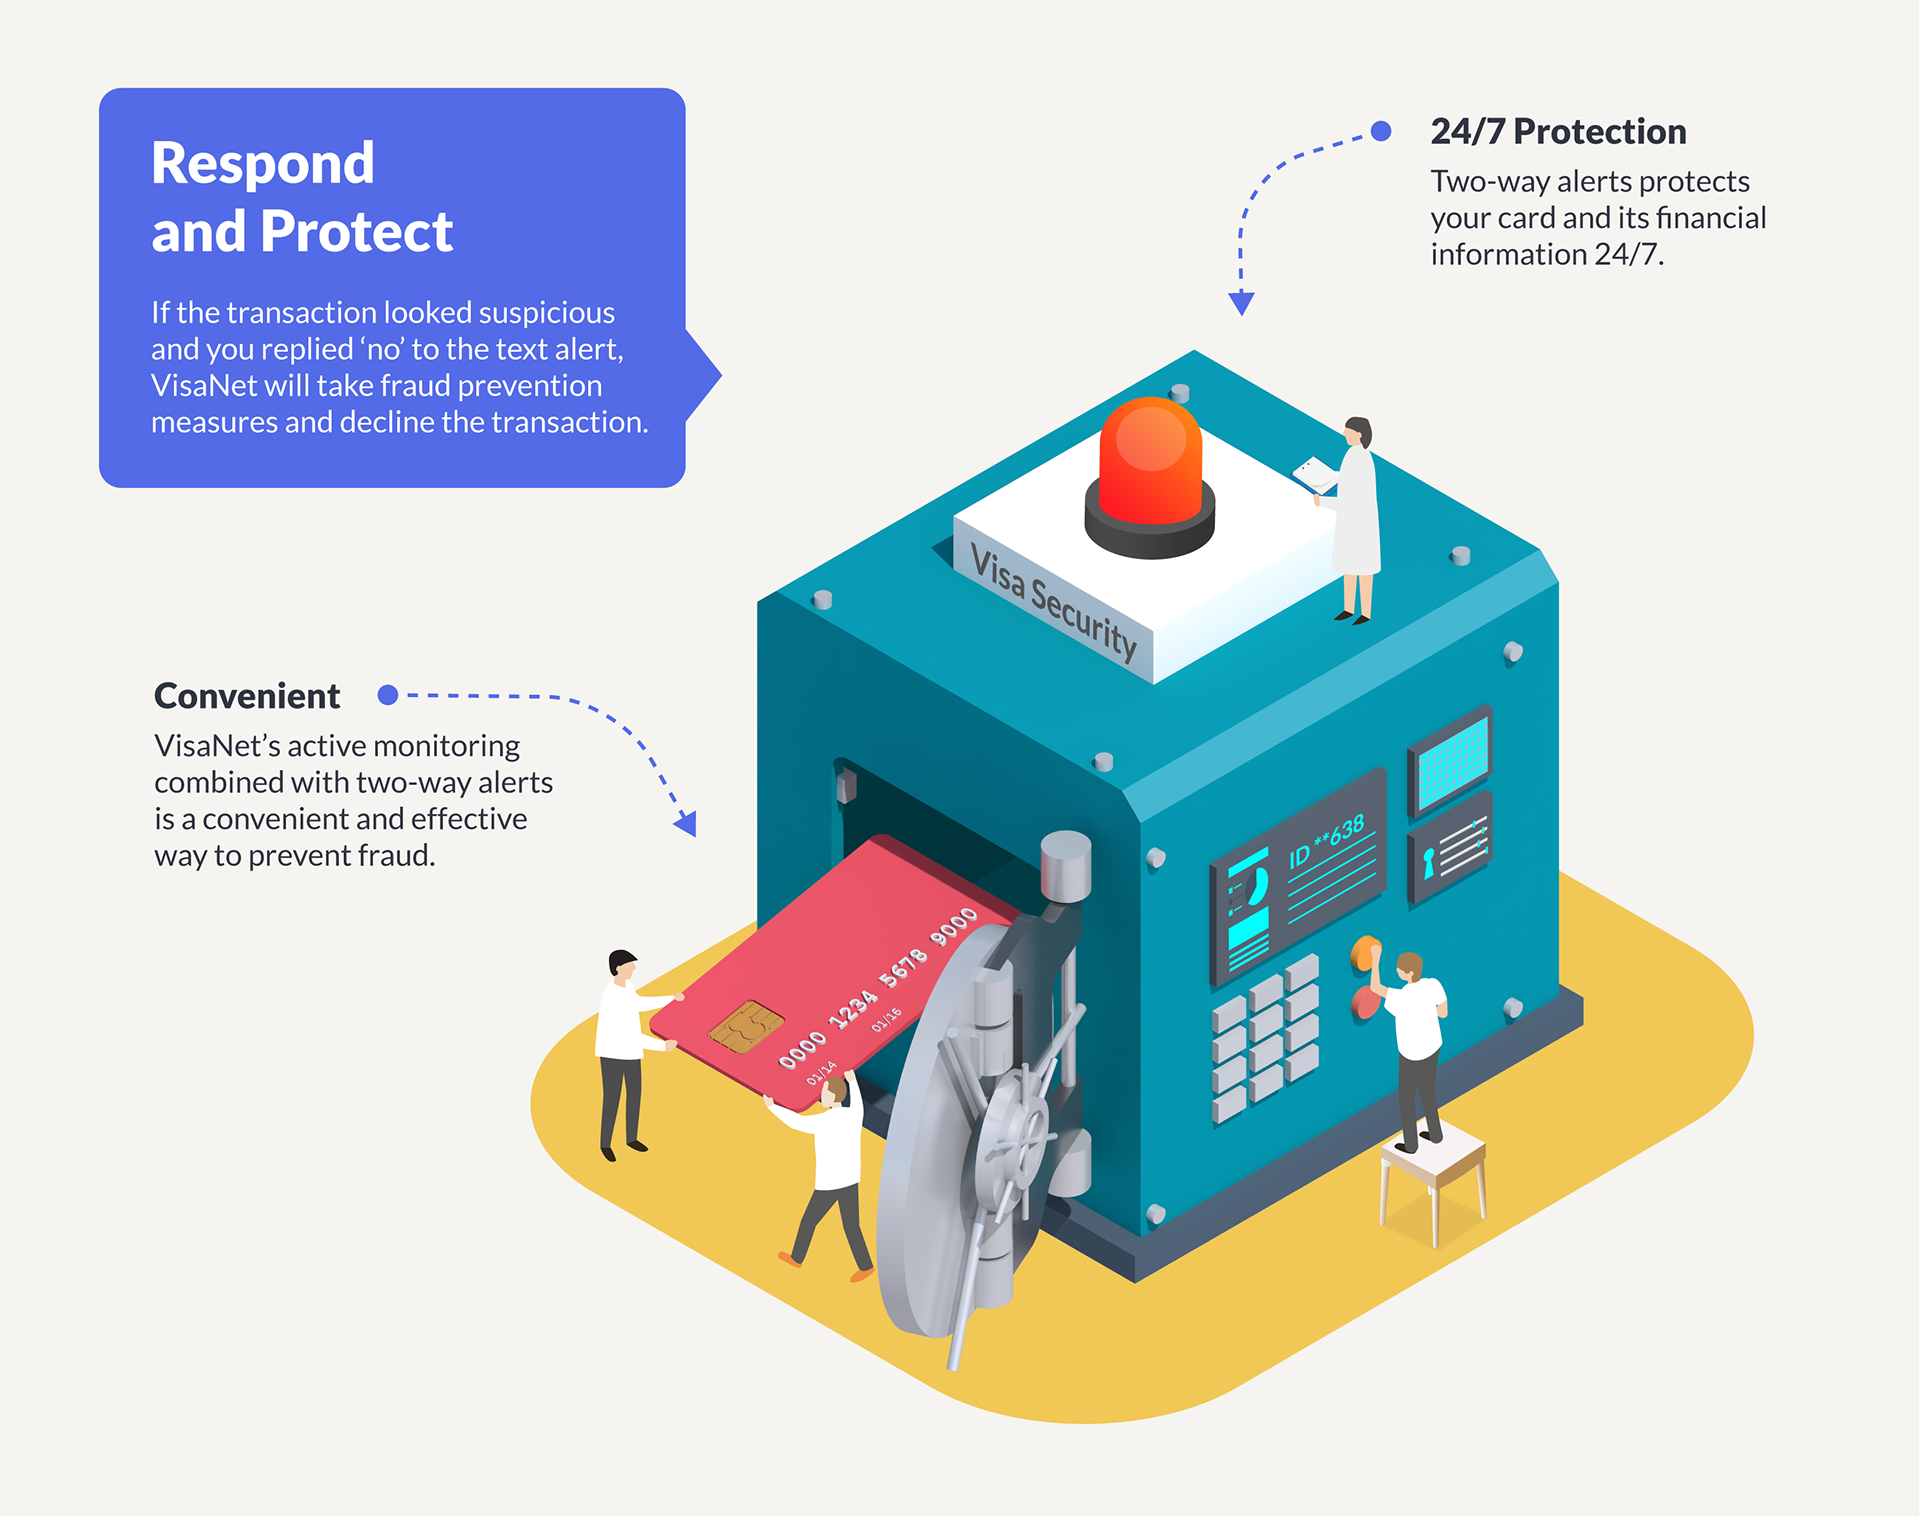 Respond
and Protect
If the transaction looked suspicious
and you replied ‘no’ to the text alert,
VisaNet will take fraud prevention
measures and decline the transaction.
24/7 Protection
Two-way alerts protects
your card and its financial
information 24/7.
Visa Security
Convenient
VisaNet’s active monitoring
combined with two-way alerts
is a convenient and effective
way to prevent fraud.
ID **638
0000 1234 5678 9000
01/14 01/16